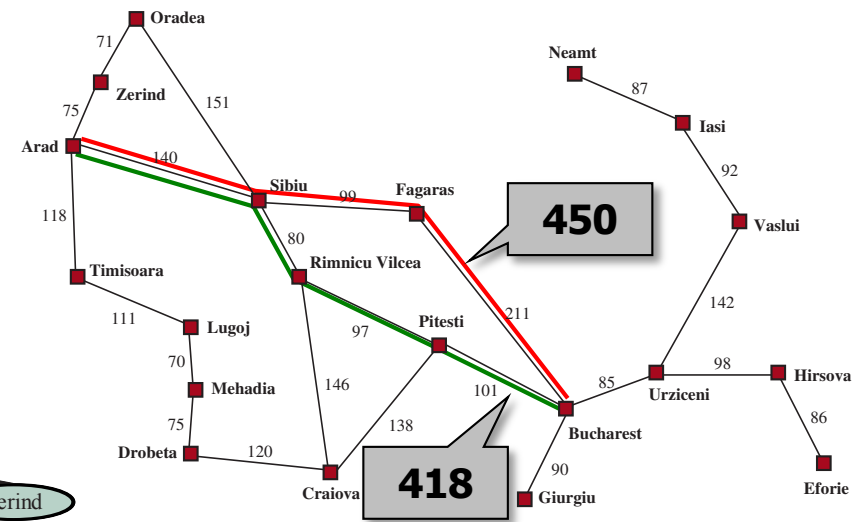 Oradea
71
Neamt
87
Zerind
151
75
Iasi
Arad
140
92
Sibiu
Fagaras
99
118
450
Vaslui
80
Timisoara
Rimnicu Vilcea
211
142
111
Pitesti
Lugoj
97
70
98
Mehadia
146
101
85
Hirsova
Urziceni
75
138
86
Bucharest
Drobeta
120
90
418
Eforie
Craiova
Giurgiu
erind